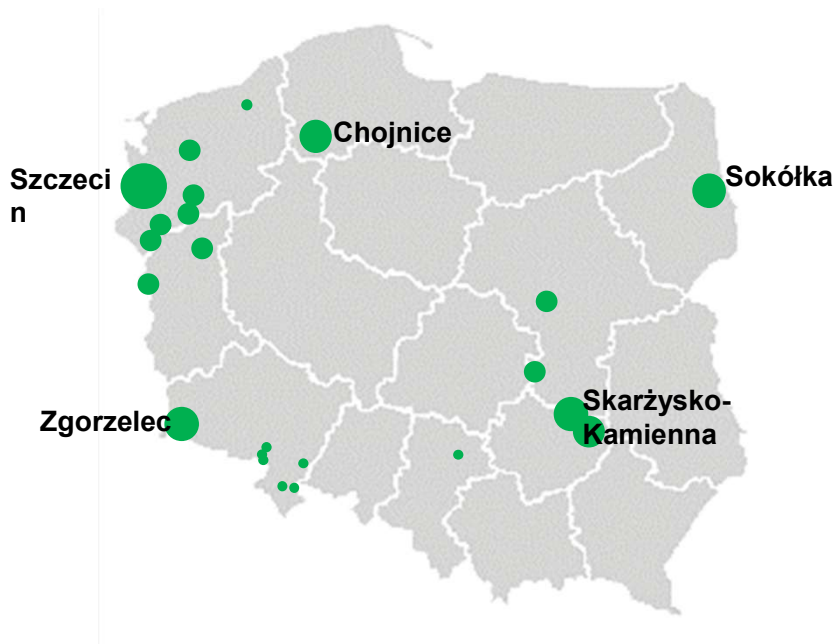 Chojnice
Szczeci
n
Sokółka
Zgorzelec
Skarżysko-
Kamienna